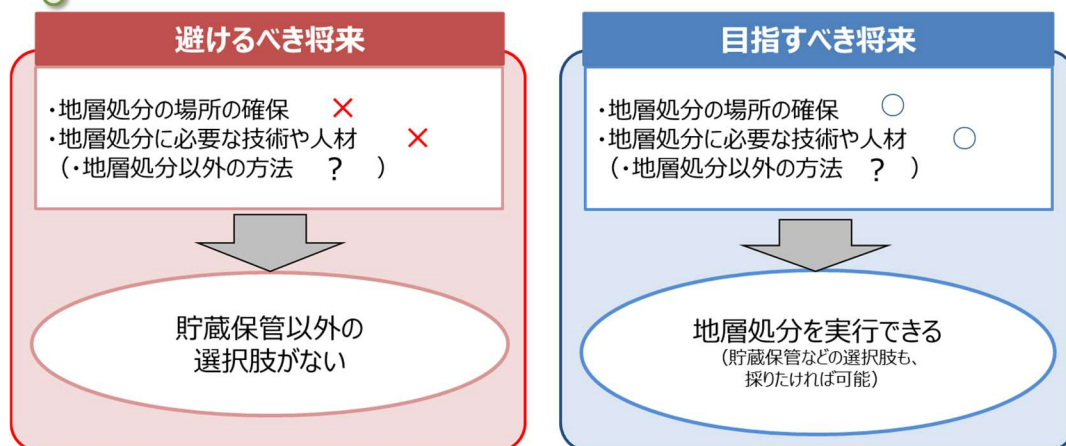 避けるべき将来
・地層処分の場所の確保 ×
・地層処分に必要な技術や人材 ×
（・地層処分以外の方法 ？ ）
貯蔵保管以外の
選択肢がない
目指すべき将来
・地層処分の場所の確保 ○
・地層処分に必要な技術や人材 ○
（・地層処分以外の方法 ？ ）
地層処分を実行できる
（貯蔵保管などの選択肢も、
採りたければ可能）